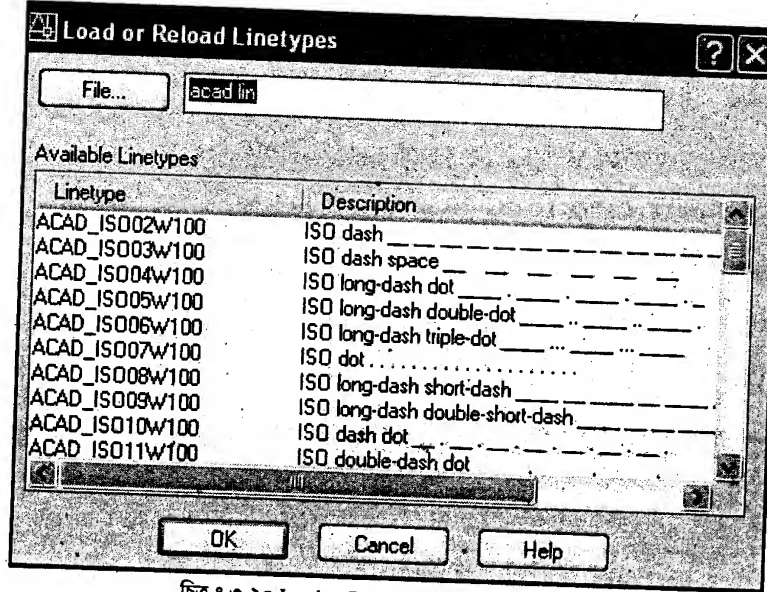 Load or Reload Linetypes
File...
acad lin
Available Linetypes
Linetype Description
ACAD_ISO02W100 ISO dash
ACAD_ISO03W100 ISO dash space
ACAD_ISO04W100 ISO long-dash dot
ACAD_ISO05W100 ISO long-dash double-dot
ACAD_ISO06W100 ISO long-dash triple-dot
ACAD_ISO07W100 ISO dot
ACAD_ISO08W100 ISO long-dash short-dash
ACAD_ISO09W100 ISO long-dash double-short-dash
ACAD_ISO10W100 ISO dash dot
ACAD_ISO11W100 ISO double-dash dot
OK Cancel Help
চিত্র